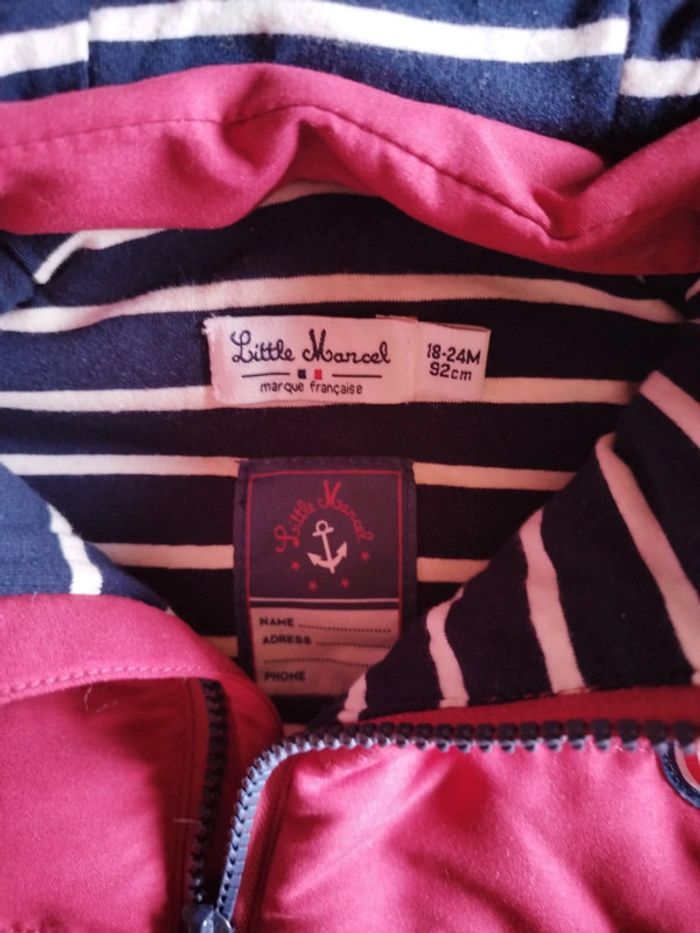 Little Marcel
marque française
18-24M
92cm
Little Marcel
NAME
ADRESS
PHONE